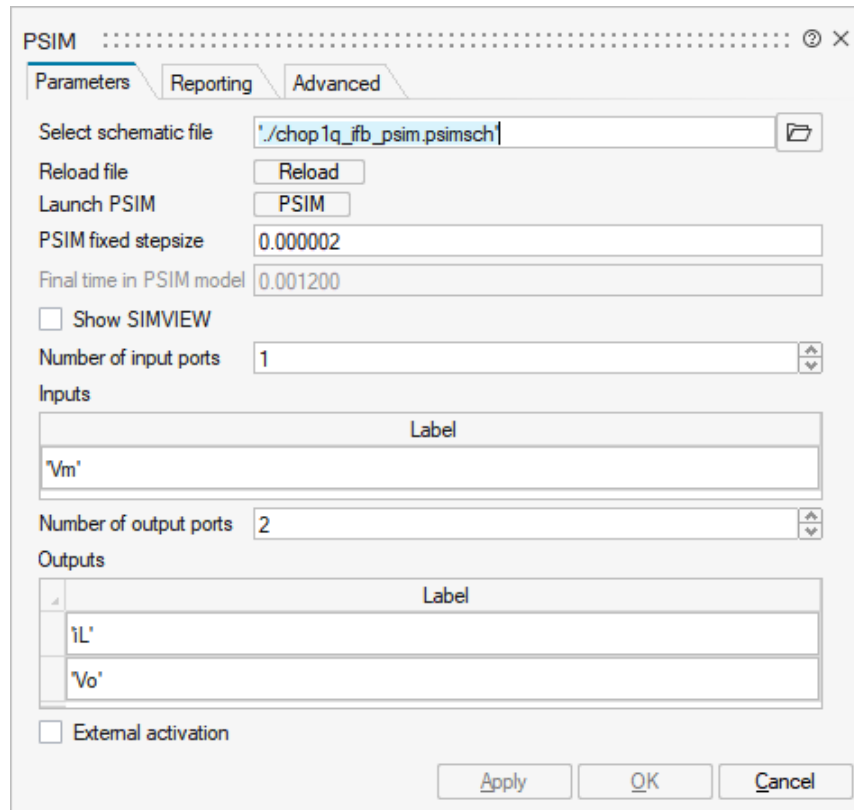 PSIM
Parameters Reporting Advanced
Select schematic file './chop1q_ifb_psim.psimsch'
Reload file Reload
Launch PSIM PSIM
PSIM fixed stepsize 0.000002
Final time in PSIM model 0.001200
Show SIMVIEW
Number of input ports 1
Inputs
Label
'Vm'
Number of output ports 2
Outputs
Label
'iL'
'Vo'
External activation
Apply OK Cancel